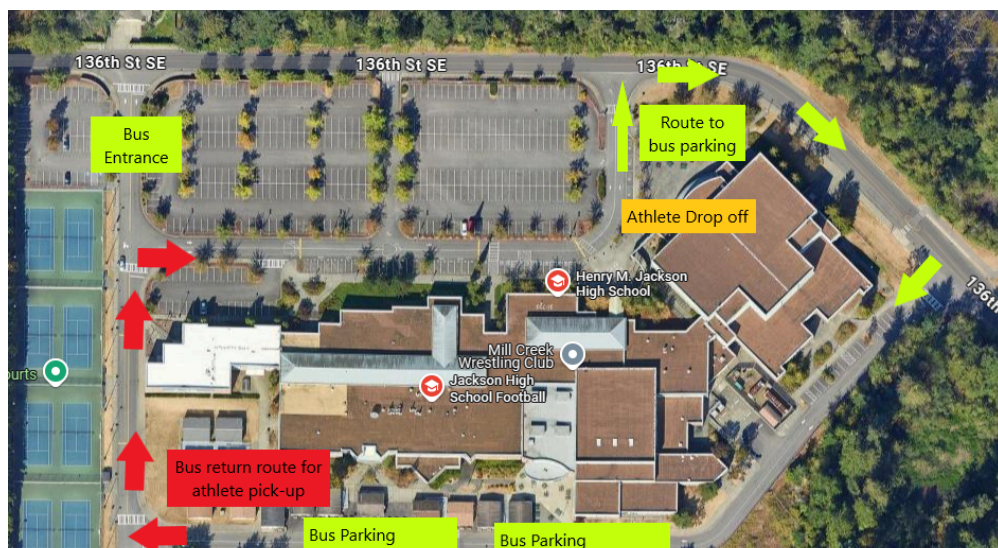 136th St SE
136th St SE
136th St SE
Bus
Entrance
Route to
bus parking
Athlete Drop off
Henry M. Jackson
High School
136th
Mill Creek
Wrestling Club
ourts
Jackson High
School Football
Bus return route for
athlete pick-up
Bus Parking
Bus Parking